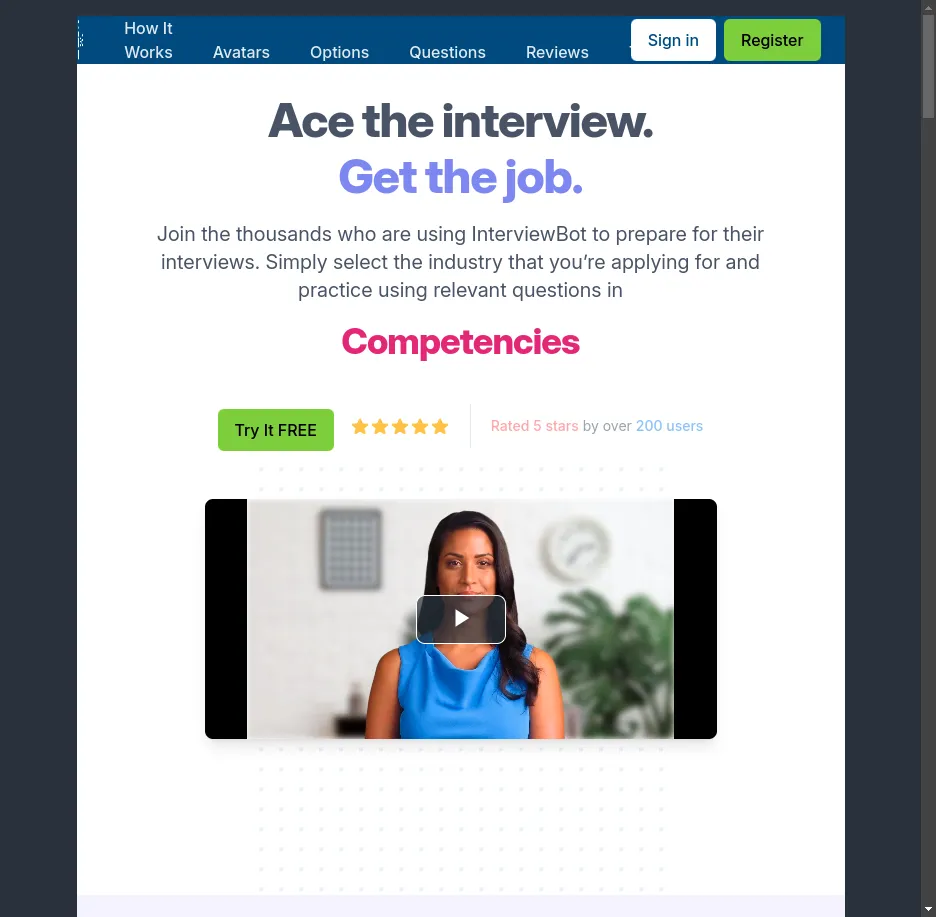 How It
Works
Avatars
Options
Questions
Reviews
Sign in
Register
Ace the interview.
Get the job.
Join the thousands who are using InterviewBot to prepare for their
interviews. Simply select the industry that you’re applying for and
practice using relevant questions in
Competencies
Try It FREE
Rated 5 stars by over 200 users